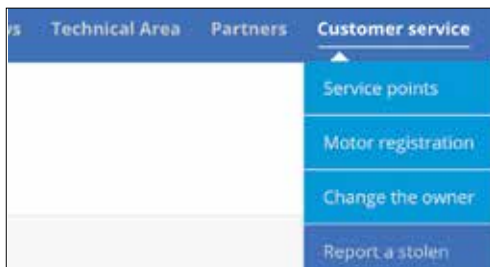 Technical Area Partners Customer service
Service points
Motor registration
Change the owner
Report a stolen